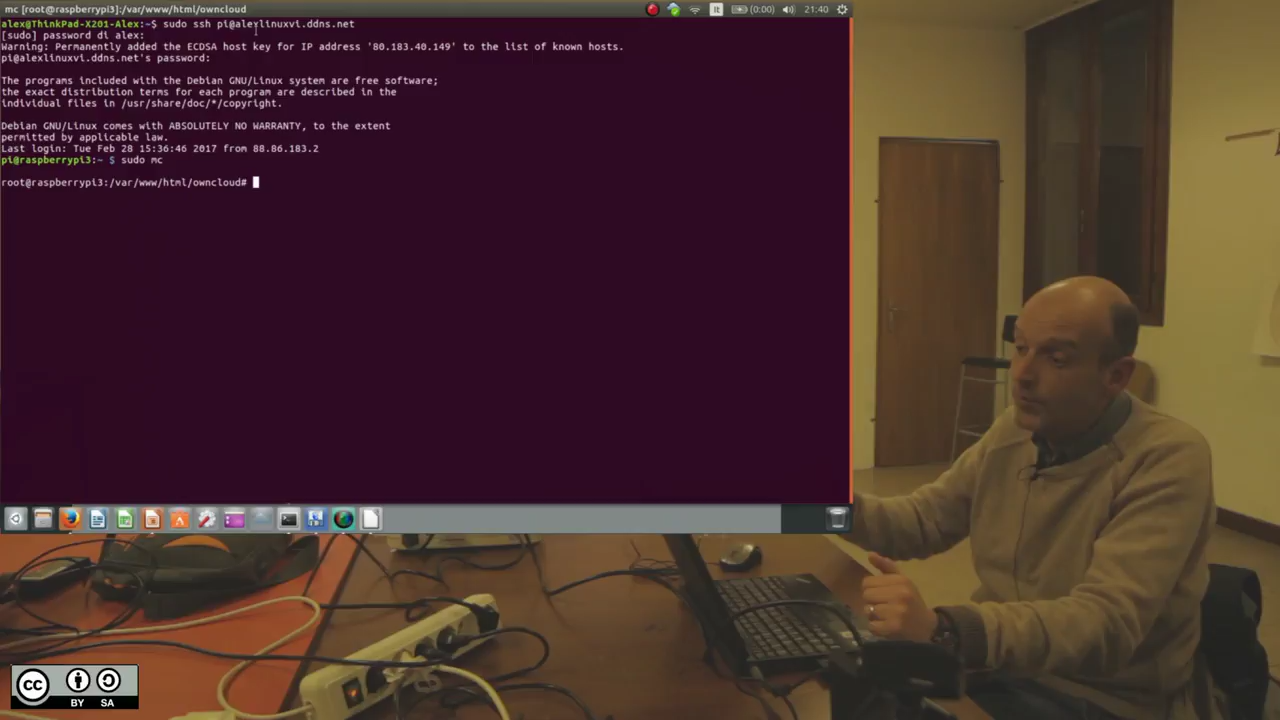 mc [root@raspberrypi3]:/var/www/html/owncloud
It
(0:00)
21:40
alex@ThinkPad-X201-Alex:~$ sudo ssh pi@alexlinuxvi.ddns.net
[sudo] password di alex:
Warning: Permanently added the ECDSA host key for IP address '80.183.40.149' to the list of known hosts.
pi@alexlinuxvi.ddns.net's password:
The programs included with the Debian GNU/Linux system are free software;
the exact distribution terms for each program are described in the
individual files in /usr/share/doc/*/copyright.
Debian GNU/Linux comes with ABSOLUTELY NO WARRANTY, to the extent
permitted by applicable law.
Last login: Tue Feb 28 15:36:46 2017 from 88.86.183.2
pi@raspberrypi3:~ $ sudo mc
root@raspberrypi3:/var/www/html/owncloud#
cc
BY SA